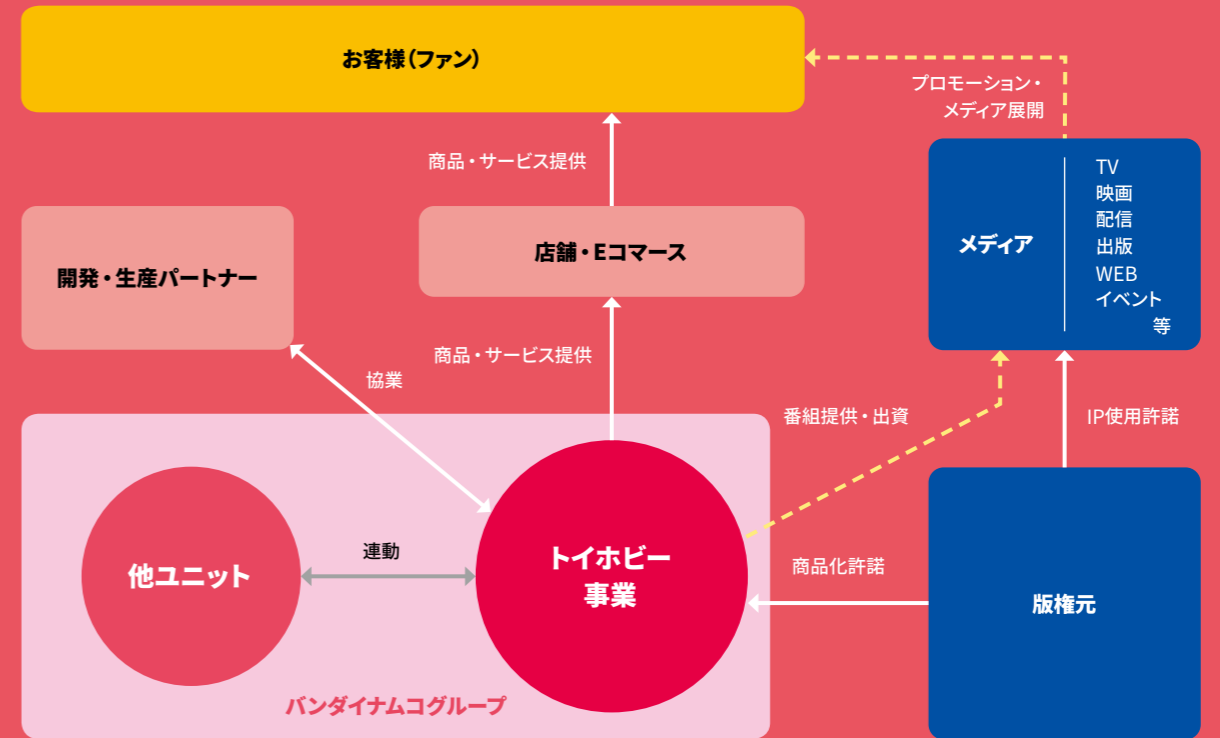 お客様（ファン）
プロモーション・
メディア展開
商品・サービス提供
開発・生産パートナー
店舗・Eコマース
メディア
TV
映画
配信
出版
WEB
イベント
等
商品・サービス提供
協業
番組提供・出資
IP使用許諾
他ユニット
連動
トイホビー
事業
商品化許諾
版権元
バンダイナムコグループ